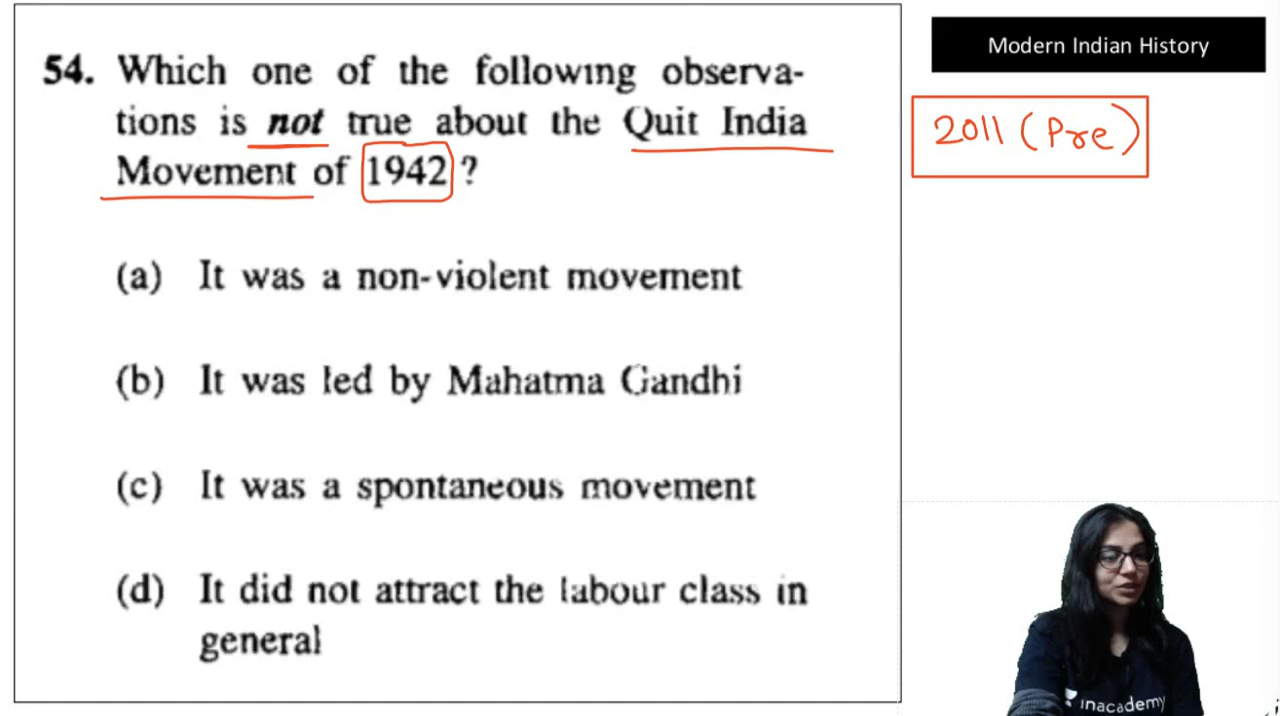 Modern Indian History
2011 (Pre)
54. Which one of the following observa-
tions is not true about the Quit India
Movement of 1942 ?
(a) It was a non-violent movement
(b) It was led by Mahatma Gandhi
(c) It was a spontaneous movement
(d) It did not attract the labour class in
general
inacademy